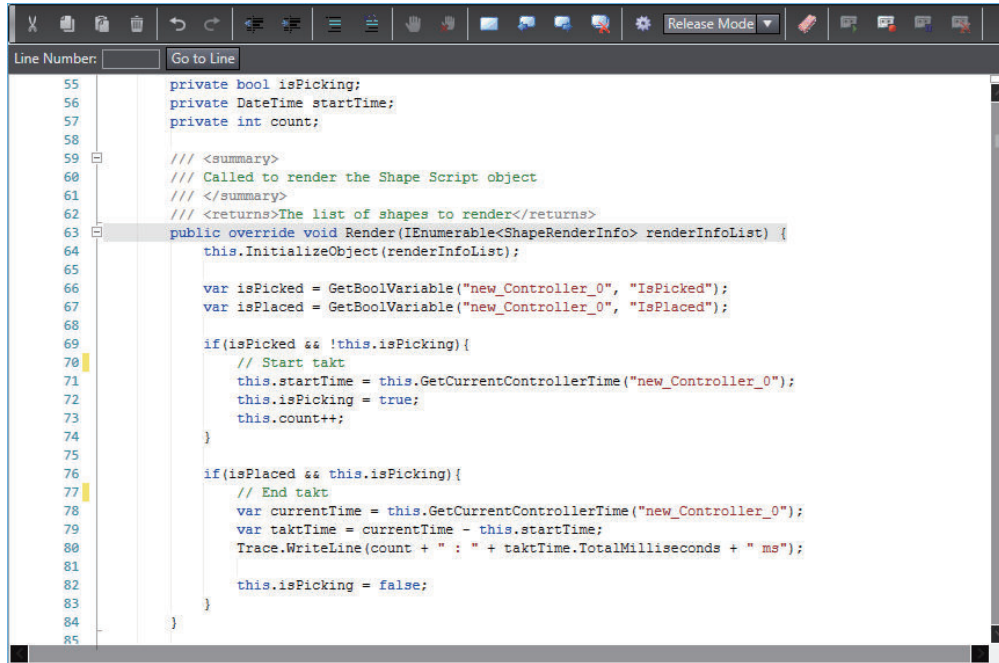 Release Mode
Line Number: Go to Line
55 private bool isPicking;
56 private DateTime startTime;
57 private int count;
58
59 /// <summary>
60 /// Called to render the Shape Script object
61 /// </summary>
62 /// <returns>The list of shapes to render</returns>
63 public override void Render(IEnumerable<ShapeRenderInfo> renderInfoList) {
64 this.InitializeObject(renderInfoList);
65
66 var isPicked = GetBoolVariable("new_Controller_0", "IsPicked");
67 var isPlaced = GetBoolVariable("new_Controller_0", "IsPlaced");
68
69 if(isPicked && !this.isPicking){
70 // Start takt
71 this.startTime = this.GetCurrentControllerTime("new_Controller_0");
72 this.isPicking = true;
73 this.count++;
74 }
75
76 if(isPlaced && this.isPicking){
77 // End takt
78 var currentTime = this.GetCurrentControllerTime("new_Controller_0");
79 var taktTime = currentTime - this.startTime;
80 Trace.WriteLine(count + " : " + taktTime.TotalMilliseconds + " ms");
81
82 this.isPicking = false;
83 }
84 }
85